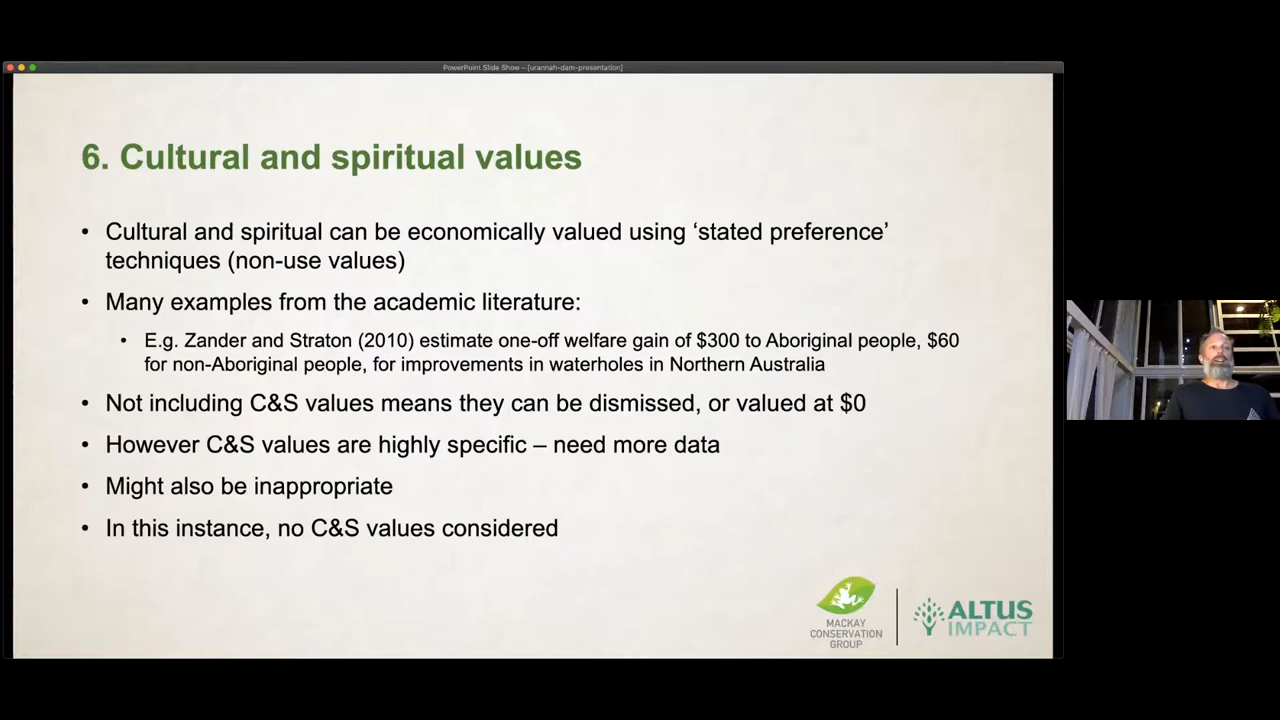 PowerPoint Slide Show – [urannah-dam-presentation]
6. Cultural and spiritual values
• Cultural and spiritual can be economically valued using ‘stated preference’
techniques (non-use values)
• Many examples from the academic literature:
• E.g. Zander and Straton (2010) estimate one-off welfare gain of $300 to Aboriginal people, $60
for non-Aboriginal people, for improvements in waterholes in Northern Australia
• Not including C&S values means they can be dismissed, or valued at $0
• However C&S values are highly specific – need more data
• Might also be inappropriate
• In this instance, no C&S values considered
MACKAY
CONSERVATION
GROUP
ALTUS
IMPACT